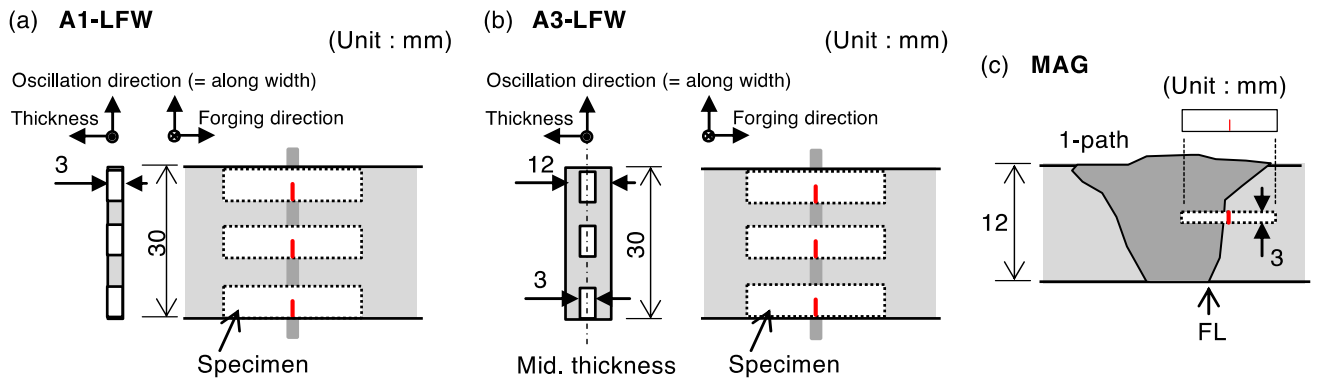 (a) A1-LFW
(Unit : mm)
Oscillation direction (= along width)
Thickness
Forging direction
3
30
Specimen
(b) A3-LFW
(Unit : mm)
Oscillation direction (= along width)
Thickness
Forging direction
12
30
3
Mid. thickness
Specimen
(c) MAG
(Unit : mm)
1-path
12
3
FL